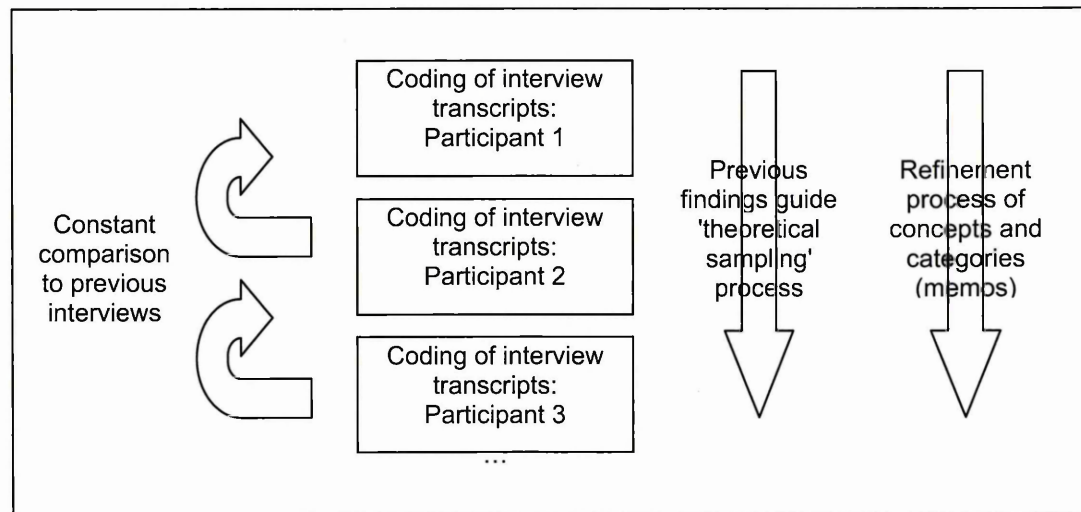 Constant
comparison
to previous
interviews
Coding of interview
transcripts:
Participant 1
Coding of interview
transcripts:
Participant 2
Coding of interview
transcripts:
Participant 3
...
Previous
findings guide
'theoretical
sampling'
process
Refinement
process of
concepts and
categories
(memos)